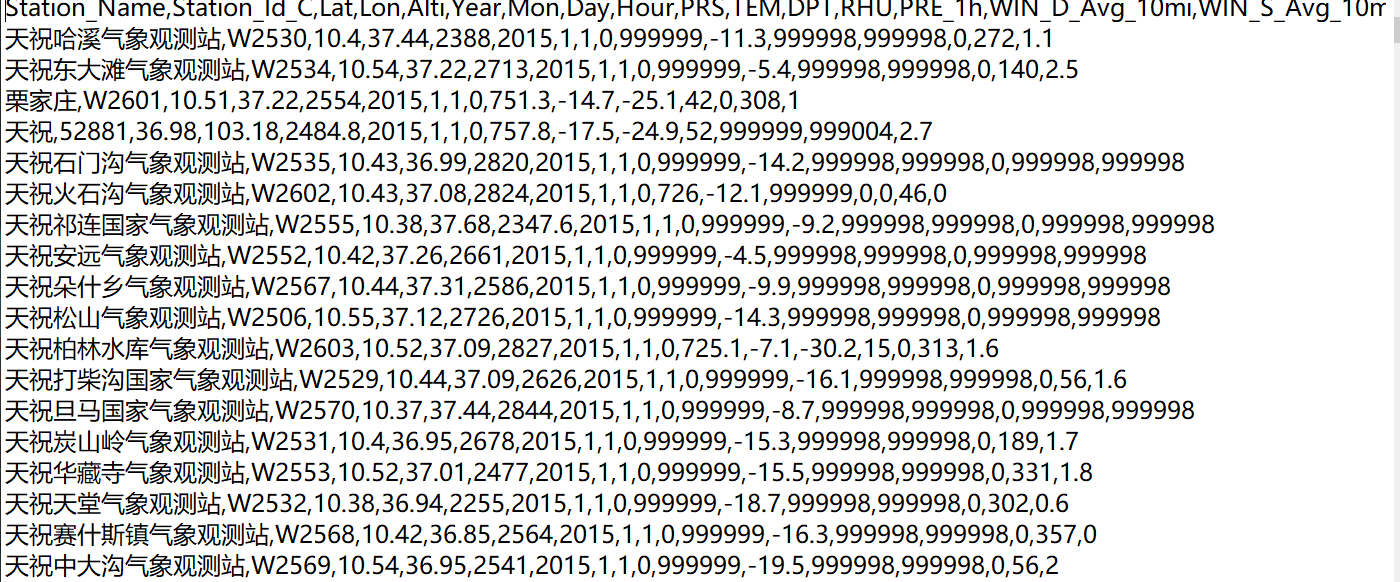 Station_Name,Station_Id_C,Lat,Lon,Alti,Year,Mon,Day,Hour,PRS,TEM,DPT,RHU,PRE_1h,WIN_D_Avg_10mi,WIN_S_Avg_10m
天祝哈溪气象观测站,W2530,10.4,37.44,2388,2015,1,1,0,999999,-11.3,999998,999998,0,272,1.1
天祝东大滩气象观测站,W2534,10.54,37.22,2713,2015,1,1,0,999999,-5.4,999998,999998,0,140,2.5
栗家庄,W2601,10.51,37.22,2554,2015,1,1,0,751.3,-14.7,-25.1,42,0,308,1
天祝,52881,36.98,103.18,2484.8,2015,1,1,0,757.8,-17.5,-24.9,52,999999,999004,2.7
天祝石门沟气象观测站,W2535,10.43,36.99,2820,2015,1,1,0,999999,-14.2,999998,999998,0,999998,999998
天祝火石沟气象观测站,W2602,10.43,37.08,2824,2015,1,1,0,726,-12.1,999999,0,0,46,0
天祝祁连国家气象观测站,W2555,10.38,37.68,2347.6,2015,1,1,0,999999,-9.2,999998,999998,0,999998,999998
天祝安远气象观测站,W2552,10.42,37.26,2661,2015,1,1,0,999999,-4.5,999998,999998,0,999998,999998
天祝朵什乡气象观测站,W2567,10.44,37.31,2586,2015,1,1,0,999999,-9.9,999998,999998,0,999998,999998
天祝松山气象观测站,W2506,10.55,37.12,2726,2015,1,1,0,999999,-14.3,999998,999998,0,999998,999998
天祝柏林水库气象观测站,W2603,10.52,37.09,2827,2015,1,1,0,725.1,-7.1,-30.2,15,0,313,1.6
天祝打柴沟国家气象观测站,W2529,10.44,37.09,2626,2015,1,1,0,999999,-16.1,999998,999998,0,56,1.6
天祝旦马国家气象观测站,W2570,10.37,37.44,2844,2015,1,1,0,999999,-8.7,999998,999998,0,999998,999998
天祝炭山岭气象观测站,W2531,10.4,36.95,2678,2015,1,1,0,999999,-15.3,999998,999998,0,189,1.7
天祝华藏寺气象观测站,W2553,10.52,37.01,2477,2015,1,1,0,999999,-15.5,999998,999998,0,331,1.8
天祝天堂气象观测站,W2532,10.38,36.94,2255,2015,1,1,0,999999,-18.7,999998,999998,0,302,0.6
天祝赛什斯镇气象观测站,W2568,10.42,36.85,2564,2015,1,1,0,999999,-16.3,999998,999998,0,357,0
天祝中大沟气象观测站,W2569,10.54,36.95,2541,2015,1,1,0,999999,-19.5,999998,999998,0,56,2